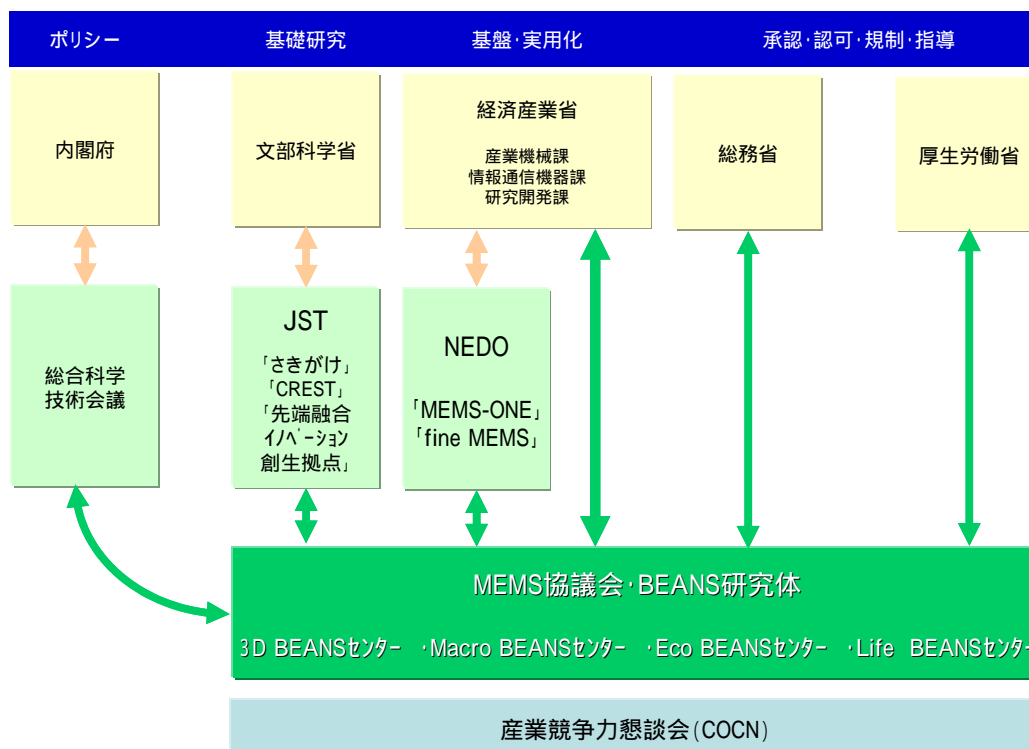 ポリシー
基礎研究
基盤・実用化
承認・認可・規制・指導
内閣府
文部科学省
経済産業省
産業機械課
情報通信機器課
研究開発課
総務省
厚生労働省
総合科学
技術会議
JST
「さきがけ」
「CREST」
「先端融合
ｲﾉﾍﾞｰｼｮﾝ
創生拠点」
NEDO
「MEMS-ONE」
「fine MEMS」
MEMS協議会・BEANS研究体
3D BEANSｾﾝﾀｰ ・Macro BEANSｾﾝﾀｰ ・Eco BEANSｾﾝﾀｰ ・Life BEANSｾﾝﾀｰ
産業競争力懇談会(COCN)